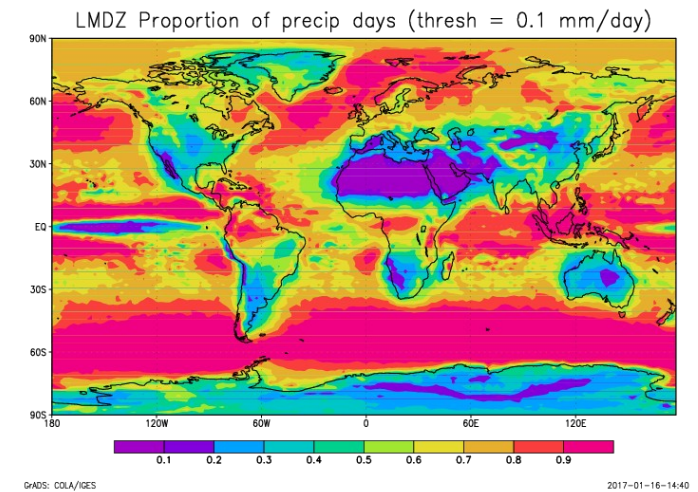 LMDZ Proportion of precip days (thresh = 0.1 mm/day)
90N
60N
30N
EQ
30S
60S
90S
180 120W 60W 0 60E 120E
0.1 0.2 0.3 0.4 0.5 0.6 0.7 0.8 0.9
GrADS: COLA/IGES 2017-01-16-14:40